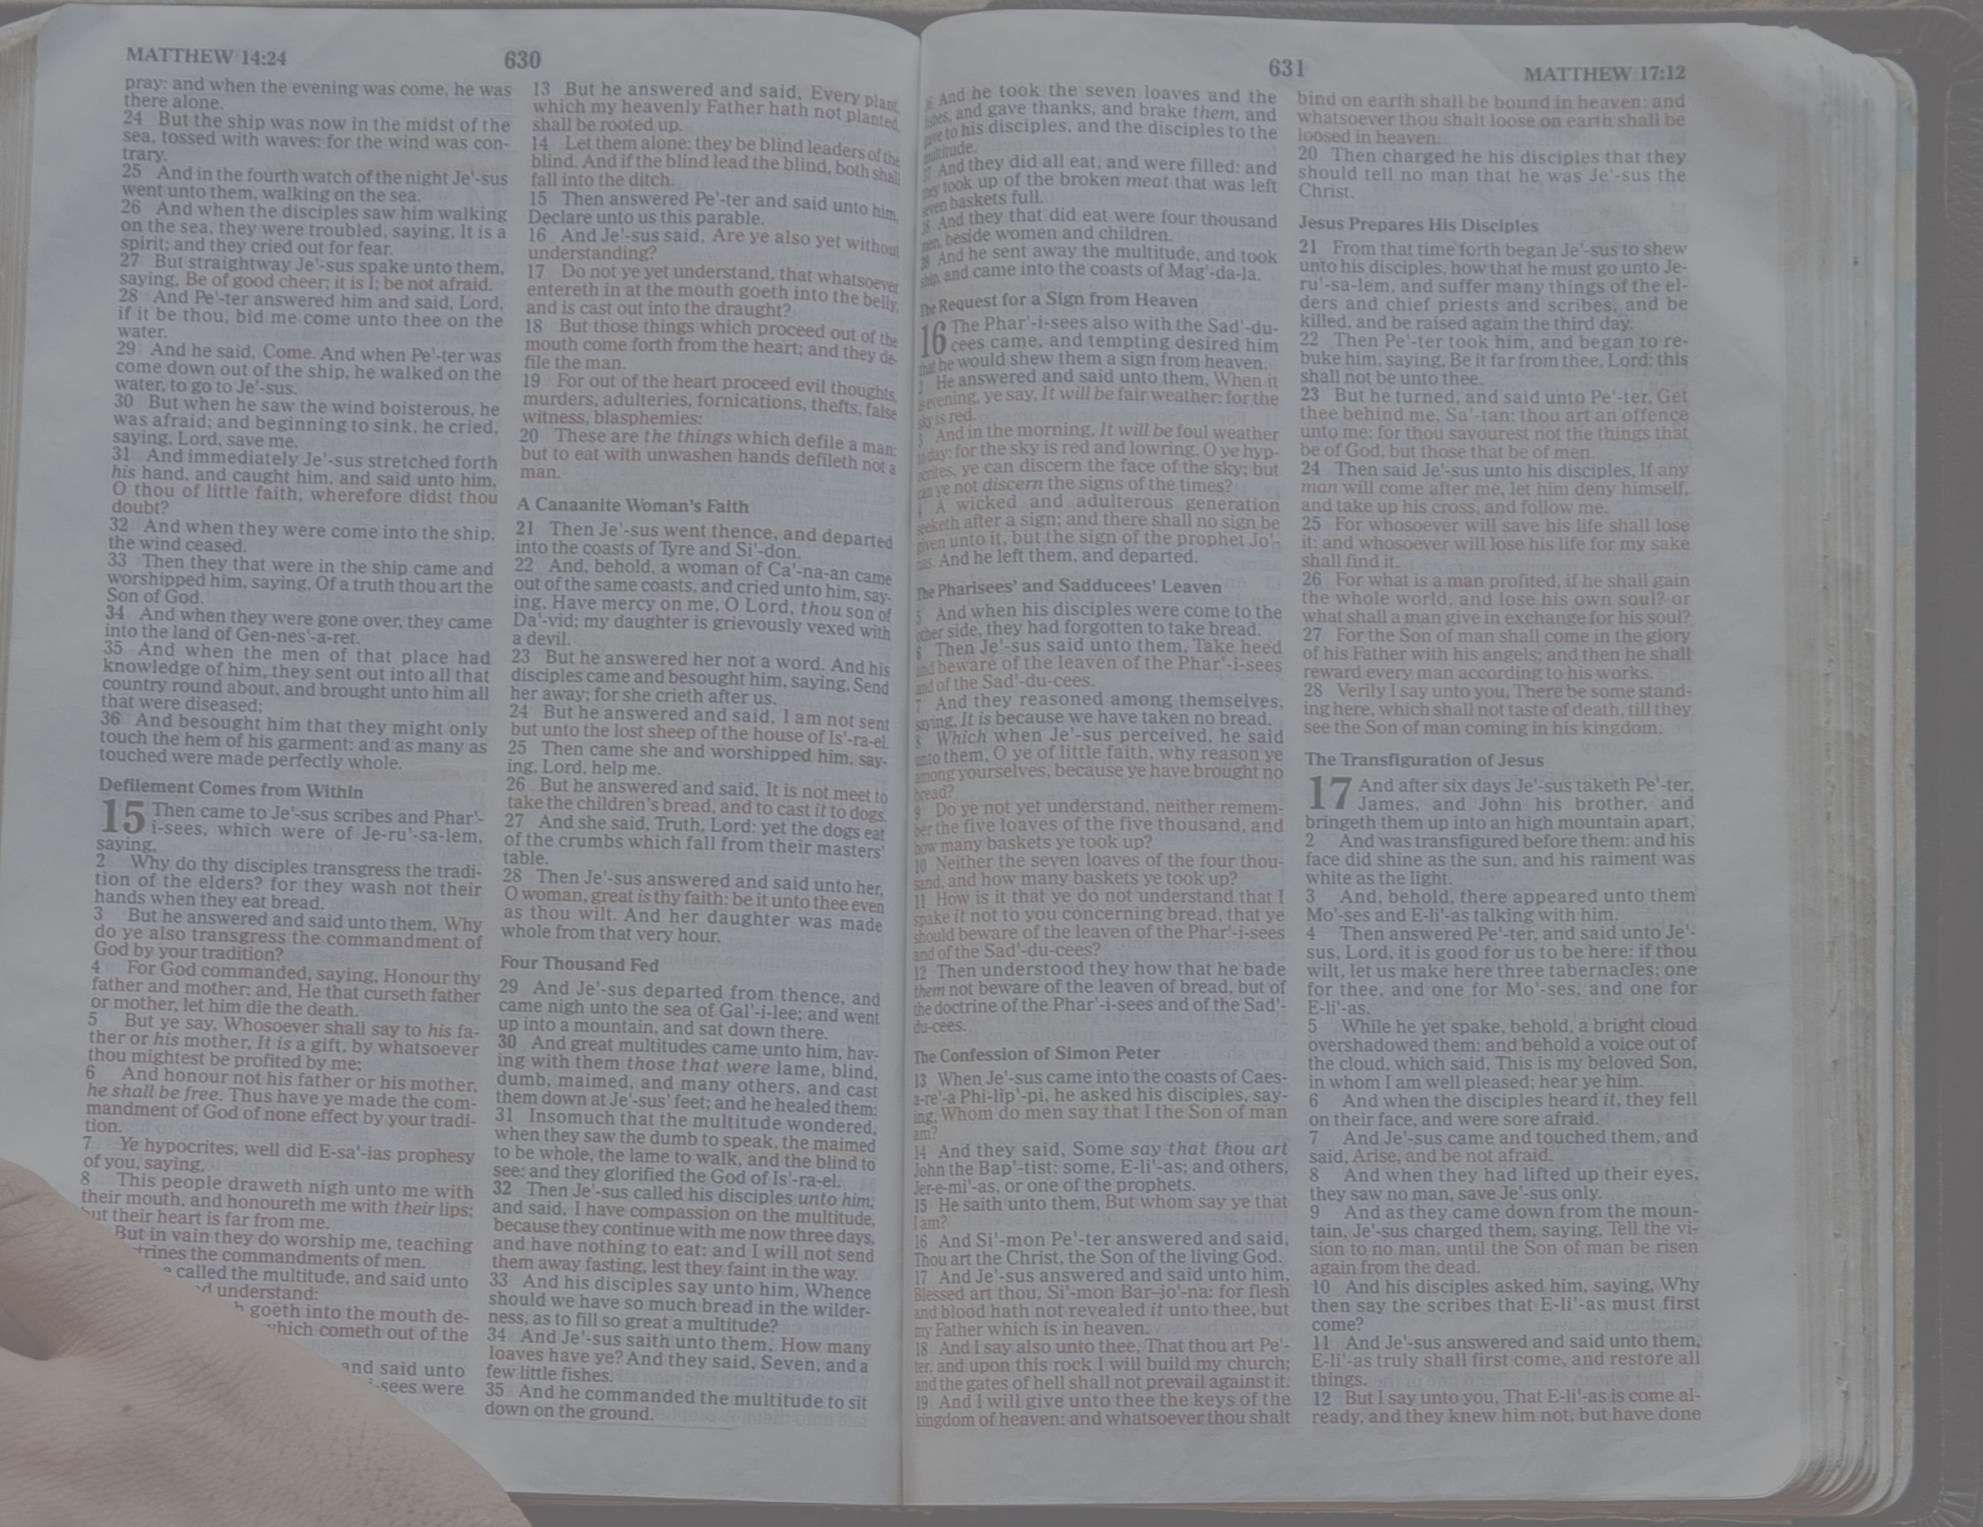 MATTHEW 14:24
630
pray: and when the evening was come, he was
there alone.
24 But the ship was now in the midst of the
sea, tossed with waves: for the wind was con-
trary.
25 And in the fourth watch of the night Je'-sus
went unto them, walking on the sea.
26 And when the disciples saw him walking
on the sea, they were troubled, saying, It is a
spirit; and they cried out for fear.
27 But straightway Je'-sus spake unto them,
saying, Be of good cheer; it is I; be not afraid.
28 And Pe'-ter answered him and said, Lord,
if it be thou, bid me come unto thee on the
water.
29 And he said, Come. And when Pe'-ter was
come down out of the ship, he walked on the
water, to go to Je'-sus.
30 But when he saw the wind boisterous, he
was afraid; and beginning to sink, he cried,
saying, Lord, save me.
31 And immediately Je'-sus stretched forth
his hand, and caught him, and said unto him,
O thou of little faith, wherefore didst thou
doubt?
32 And when they were come into the ship,
the wind ceased.
33 Then they that were in the ship came and
worshipped him, saying, Of a truth thou art the
Son of God.
34 And when they were gone over, they came
into the land of Gen-nes'-a-ret.
35 And when the men of that place had
knowledge of him, they sent out into all that
country round about, and brought unto him all
that were diseased;
36 And besought him that they might only
touch the hem of his garment: and as many as
touched were made perfectly whole.
Defilement Comes from Within
15 Then came to Je'-sus scribes and Phar'-
i-sees, which were of Je-ru'-sa-lem,
saying,
2 Why do thy disciples transgress the tradi-
tion of the elders? for they wash not their
hands when they eat bread.
3 But he answered and said unto them, Why
do ye also transgress the commandment of
God by your tradition?
4 For God commanded, saying, Honour thy
father and mother: and, He that curseth father
or mother, let him die the death.
5 But ye say, Whosoever shall say to his fa-
ther or his mother, It is a gift, by whatsoever
thou mightest be profited by me;
6 And honour not his father or his mother,
he shall be free. Thus have ye made the com-
mandment of God of none effect by your tradi-
tion.
7 Ye hypocrites, well did E-sa'-ias prophesy
of you, saying,
8 This people draweth nigh unto me with
their mouth, and honoureth me with their lips;
but their heart is far from me.
But in vain they do worship me, teaching
the commandments of men.
called the multitude, and said unto
understand:
goeth into the mouth de-
which cometh out of the
and said unto
were
13 But he answered and said, Every plant,
which my heavenly Father hath not planted,
shall be rooted up.
14 Let them alone: they be blind leaders of the
blind. And if the blind lead the blind, both shall
fall into the ditch.
15 Then answered Pe'-ter and said unto him,
Declare unto us this parable.
16 And Je'-sus said, Are ye also yet without
understanding?
17 Do not ye yet understand, that whatsoever
entereth in at the mouth goeth into the belly,
and is cast out into the draught?
18 But those things which proceed out of the
mouth come forth from the heart; and they de-
file the man.
19 For out of the heart proceed evil thoughts,
murders, adulteries, fornications, thefts, false
witness, blasphemies:
20 These are the things which defile a man:
but to eat with unwashen hands defileth not a
man.
A Canaanite Woman's Faith
21 Then Je'-sus went thence, and departed
into the coasts of Tyre and Si'-don.
22 And, behold, a woman of Ca'-na-an came
out of the same coasts, and cried unto him, say-
ing, Have mercy on me, O Lord, thou son of
Da'-vid; my daughter is grievously vexed with
a devil.
23 But he answered her not a word. And his
disciples came and besought him, saying, Send
her away; for she crieth after us.
24 But he answered and said, I am not sent
but unto the lost sheep of the house of Is'-ra-el.
25 Then came she and worshipped him, say-
ing, Lord, help me.
26 But he answered and said, It is not meet to
take the children's bread, and to cast it to dogs.
27 And she said, Truth, Lord: yet the dogs eat
of the crumbs which fall from their masters'
table.
28 Then Je'-sus answered and said unto her,
O woman, great is thy faith: be it unto thee even
as thou wilt. And her daughter was made
whole from that very hour.
Four Thousand Fed
29 And Je'-sus departed from thence, and
came nigh unto the sea of Gal'-i-lee; and went
up into a mountain, and sat down there.
30 And great multitudes came unto him, hav-
ing with them those that were lame, blind,
dumb, maimed, and many others, and cast
them down at Je'-sus' feet; and he healed them:
31 Insomuch that the multitude wondered,
when they saw the dumb to speak, the maimed
to be whole, the lame to walk, and the blind to
see: and they glorified the God of Is'-ra-el.
32 Then Je'-sus called his disciples unto him,
and said, I have compassion on the multitude,
because they continue with me now three days,
and have nothing to eat: and I will not send
them away fasting, lest they faint in the way.
33 And his disciples say unto him, Whence
should we have so much bread in the wilder-
ness, as to fill so great a multitude?
34 And Je'-sus saith unto them, How many
loaves have ye? And they said, Seven, and a
few little fishes.
35 And he commanded the multitude to sit
down on the ground.
631
MATTHEW 17:12
And he took the seven loaves and the
and gave thanks, and brake them, and
to his disciples, and the disciples to the
multitude.
And they did all eat, and were filled: and
they took up of the broken meat that was left
seven baskets full.
And they that did eat were four thousand
men, beside women and children.
And he sent away the multitude, and took
ship, and came into the coasts of Mag'-da-la.
The Request for a Sign from Heaven
16 The Phar'-i-sees also with the Sad'-du-
cees came, and tempting desired him
that he would shew them a sign from heaven.
He answered and said unto them, When it
is evening, ye say, It will be fair weather: for the
sky is red.
And in the morning, It will be foul weather
to day: for the sky is red and lowring. O ye hyp-
ocrites, ye can discern the face of the sky; but
can ye not discern the signs of the times?
A wicked and adulterous generation
seeketh after a sign; and there shall no sign be
given unto it, but the sign of the prophet Jo'-
nas. And he left them, and departed.
The Pharisees' and Sadducees' Leaven
5 And when his disciples were come to the
other side, they had forgotten to take bread.
6 Then Je'-sus said unto them, Take heed
and beware of the leaven of the Phar'-i-sees
and of the Sad'-du-cees.
7 And they reasoned among themselves,
saying, It is because we have taken no bread.
8 Which when Je'-sus perceived, he said
unto them, O ye of little faith, why reason ye
among yourselves, because ye have brought no
bread?
9 Do ye not yet understand, neither remem-
ber the five loaves of the five thousand, and
how many baskets ye took up?
10 Neither the seven loaves of the four thou-
sand, and how many baskets ye took up?
11 How is it that ye do not understand that I
spake it not to you concerning bread, that ye
should beware of the leaven of the Phar'-i-sees
and of the Sad'-du-cees?
12 Then understood they how that he bade
them not beware of the leaven of bread, but of
the doctrine of the Phar'-i-sees and of the Sad'-
du-cees.
The Confession of Simon Peter
13 When Je'-sus came into the coasts of Caes-
a-re'-a Phi-lip'-pi, he asked his disciples, say-
ing, Whom do men say that I the Son of man
am?
14 And they said, Some say that thou art
John the Bap'-tist: some, E-li'-as; and others,
Jer-e-mi'-as, or one of the prophets.
15 He saith unto them, But whom say ye that
I am?
16 And Si'-mon Pe'-ter answered and said,
Thou art the Christ, the Son of the living God.
17 And Je'-sus answered and said unto him,
Blessed art thou, Si'-mon Bar-jo'-na: for flesh
and blood hath not revealed it unto thee, but
my Father which is in heaven.
18 And I say also unto thee, That thou art Pe'-
ter, and upon this rock I will build my church;
and the gates of hell shall not prevail against it.
19 And I will give unto thee the keys of the
kingdom of heaven: and whatsoever thou shalt
bind on earth shall be bound in heaven: and
whatsoever thou shalt loose on earth shall be
loosed in heaven.
20 Then charged he his disciples that they
should tell no man that he was Je'-sus the
Christ.
Jesus Prepares His Disciples
21 From that time forth began Je'-sus to shew
unto his disciples, how that he must go unto Je-
ru'-sa-lem, and suffer many things of the el-
ders and chief priests and scribes, and be
killed, and be raised again the third day.
22 Then Pe'-ter took him, and began to re-
buke him, saying, Be it far from thee, Lord: this
shall not be unto thee.
23 But he turned, and said unto Pe'-ter, Get
thee behind me, Sa'-tan: thou art an offence
unto me: for thou savourest not the things that
be of God, but those that be of men.
24 Then said Je'-sus unto his disciples, If any
man will come after me, let him deny himself,
and take up his cross, and follow me.
25 For whosoever will save his life shall lose
it: and whosoever will lose his life for my sake
shall find it.
26 For what is a man profited, if he shall gain
the whole world, and lose his own soul? or
what shall a man give in exchange for his soul?
27 For the Son of man shall come in the glory
of his Father with his angels; and then he shall
reward every man according to his works.
28 Verily I say unto you, There be some stand-
ing here, which shall not taste of death, till they
see the Son of man coming in his kingdom.
The Transfiguration of Jesus
17 And after six days Je'-sus taketh Pe'-ter,
James, and John his brother, and
bringeth them up into an high mountain apart,
2 And was transfigured before them: and his
face did shine as the sun, and his raiment was
white as the light.
3 And, behold, there appeared unto them
Mo'-ses and E-li'-as talking with him.
4 Then answered Pe'-ter, and said unto Je'-
sus, Lord, it is good for us to be here: if thou
wilt, let us make here three tabernacles; one
for thee, and one for Mo'-ses, and one for
E-li'-as.
5 While he yet spake, behold, a bright cloud
overshadowed them: and behold a voice out of
the cloud, which said, This is my beloved Son,
in whom I am well pleased; hear ye him.
6 And when the disciples heard it, they fell
on their face, and were sore afraid.
7 And Je'-sus came and touched them, and
said, Arise, and be not afraid.
8 And when they had lifted up their eyes,
they saw no man, save Je'-sus only.
9 And as they came down from the moun-
tain, Je'-sus charged them, saying, Tell the vi-
sion to no man, until the Son of man be risen
again from the dead.
10 And his disciples asked him, saying, Why
then say the scribes that E-li'-as must first
come?
11 And Je'-sus answered and said unto them,
E-li'-as truly shall first come, and restore all
things.
12 But I say unto you, That E-li'-as is come al-
ready, and they knew him not, but have done